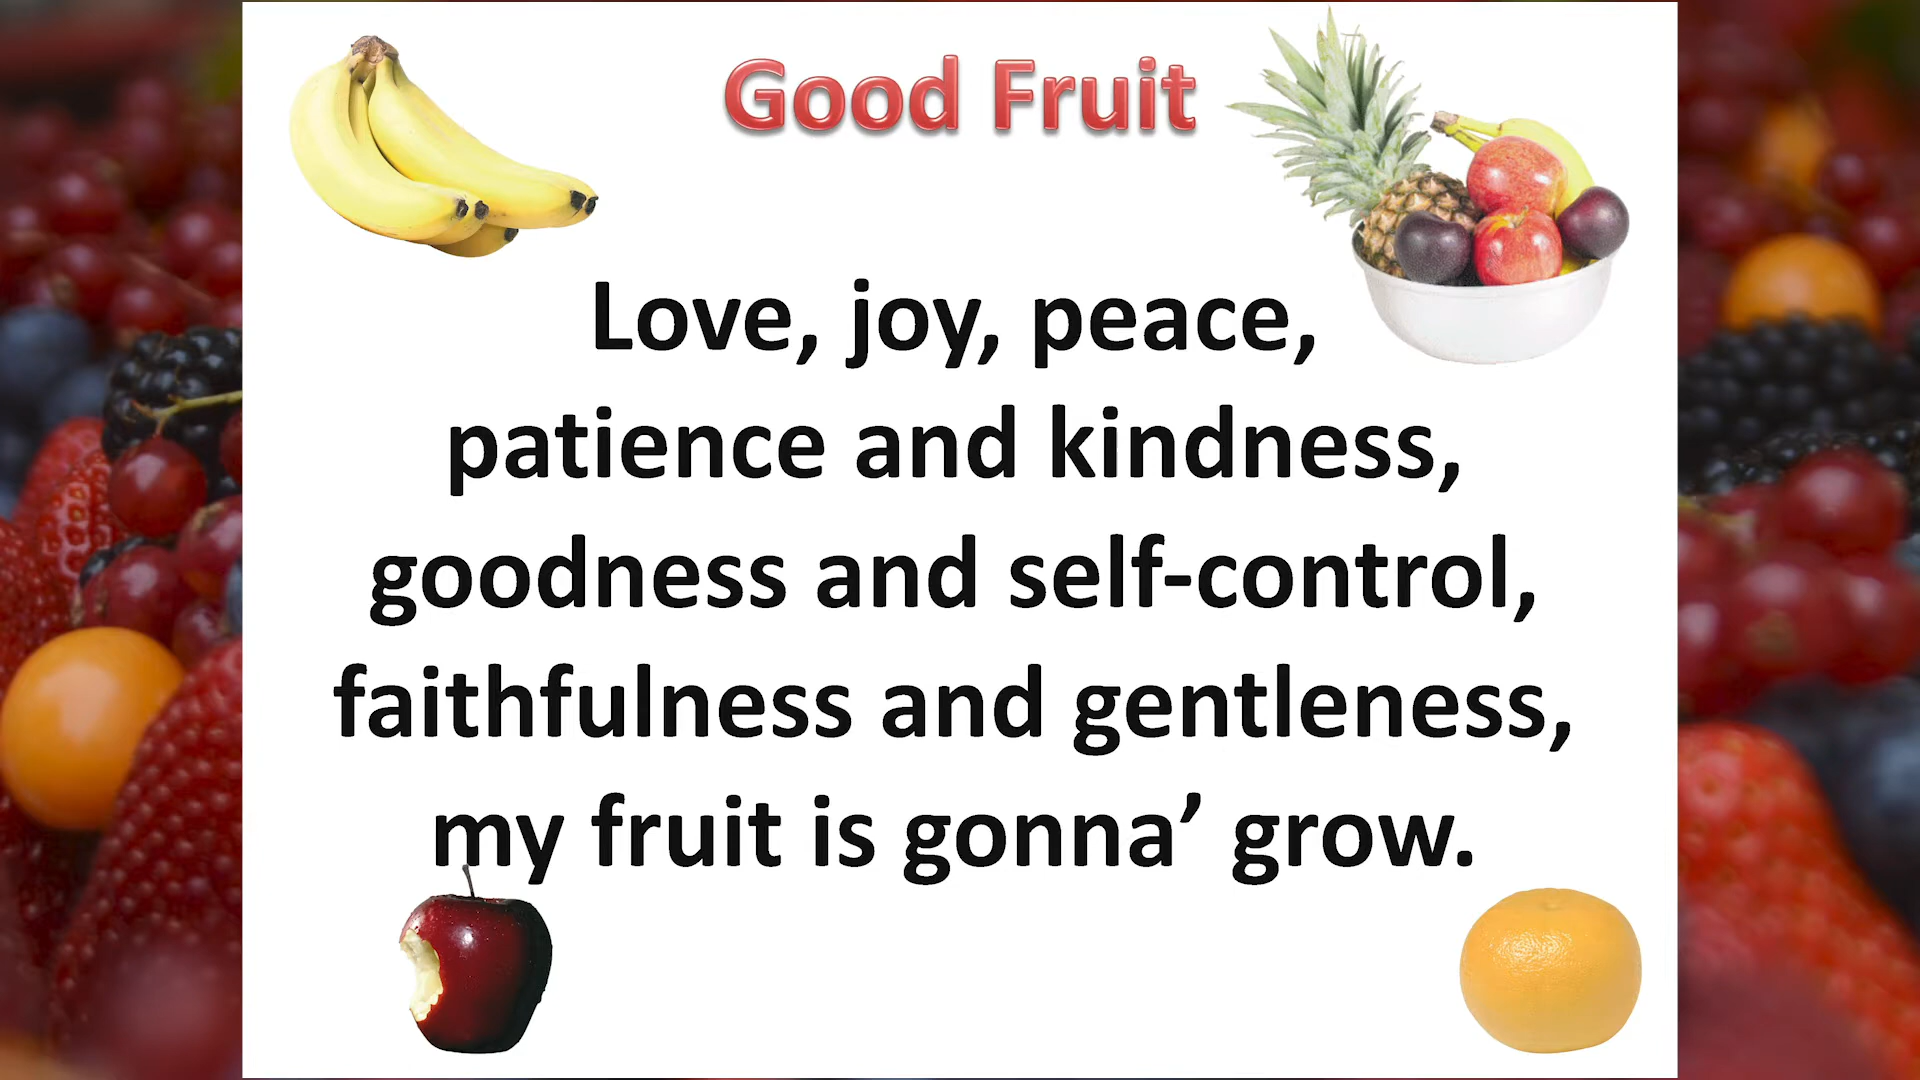 Good Fruit
Love, joy, peace,
patience and kindness,
goodness and self-control,
faithfulness and gentleness,
my fruit is gonna’ grow.